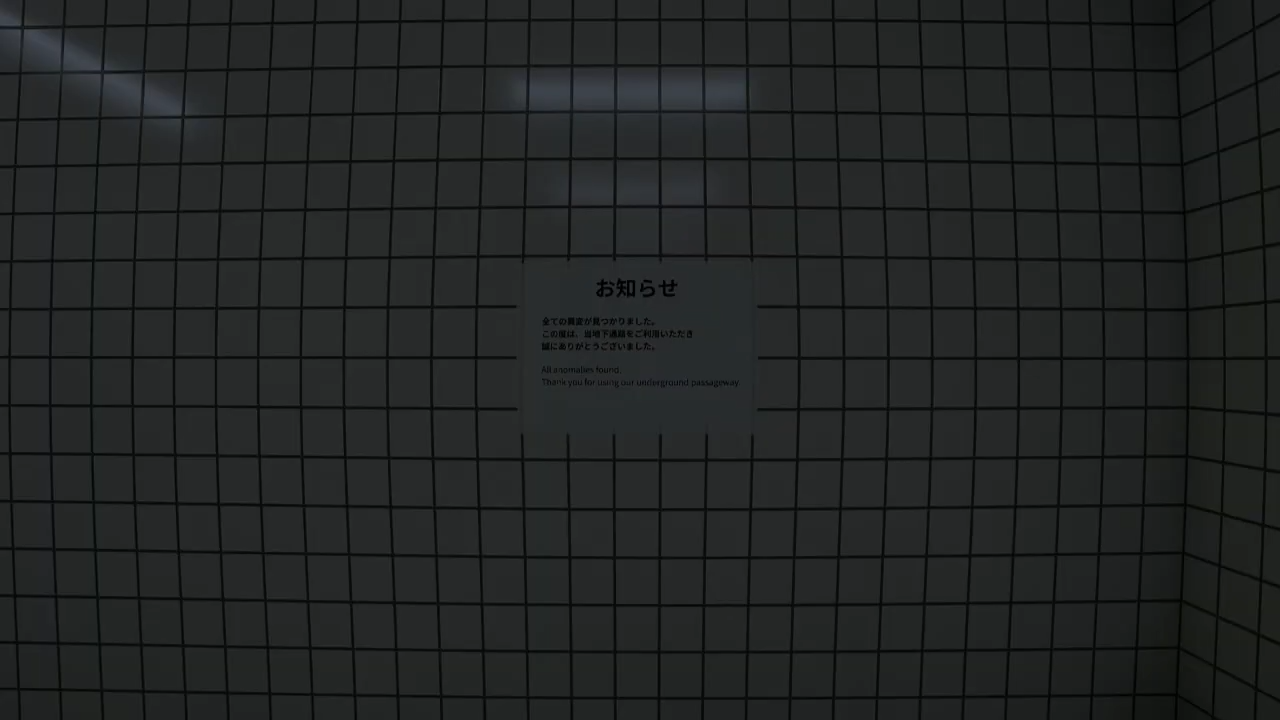 お知らせ
全ての異変が見つかりました。
この度は、当地下通路をご利用いただき
誠にありがとうございました。
All anomalies found.
Thank you for using our underground passageway.